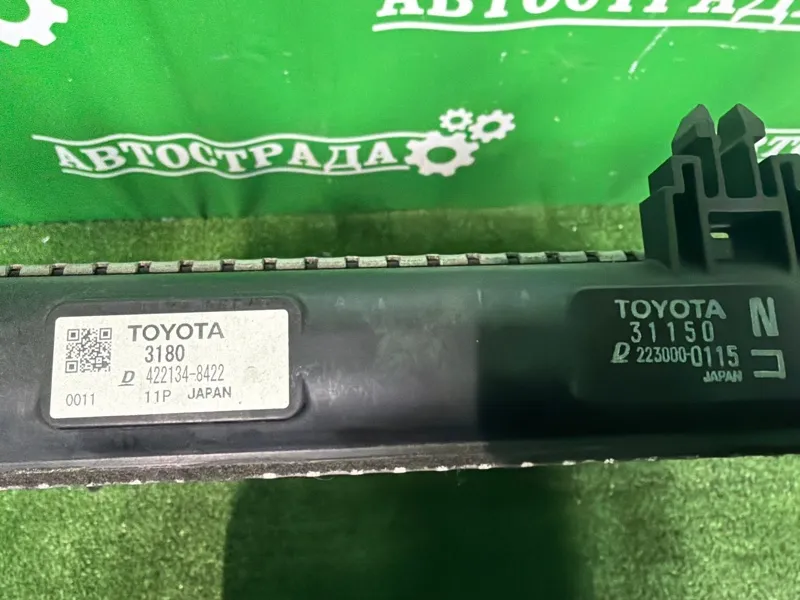 АВТОСТРАДА
АВТОСТРАДА
TOYOTA
3180
D 422134-8422
0011 11P JAPAN
TOYOTA N
31150
D 223000-0115
JAPAN